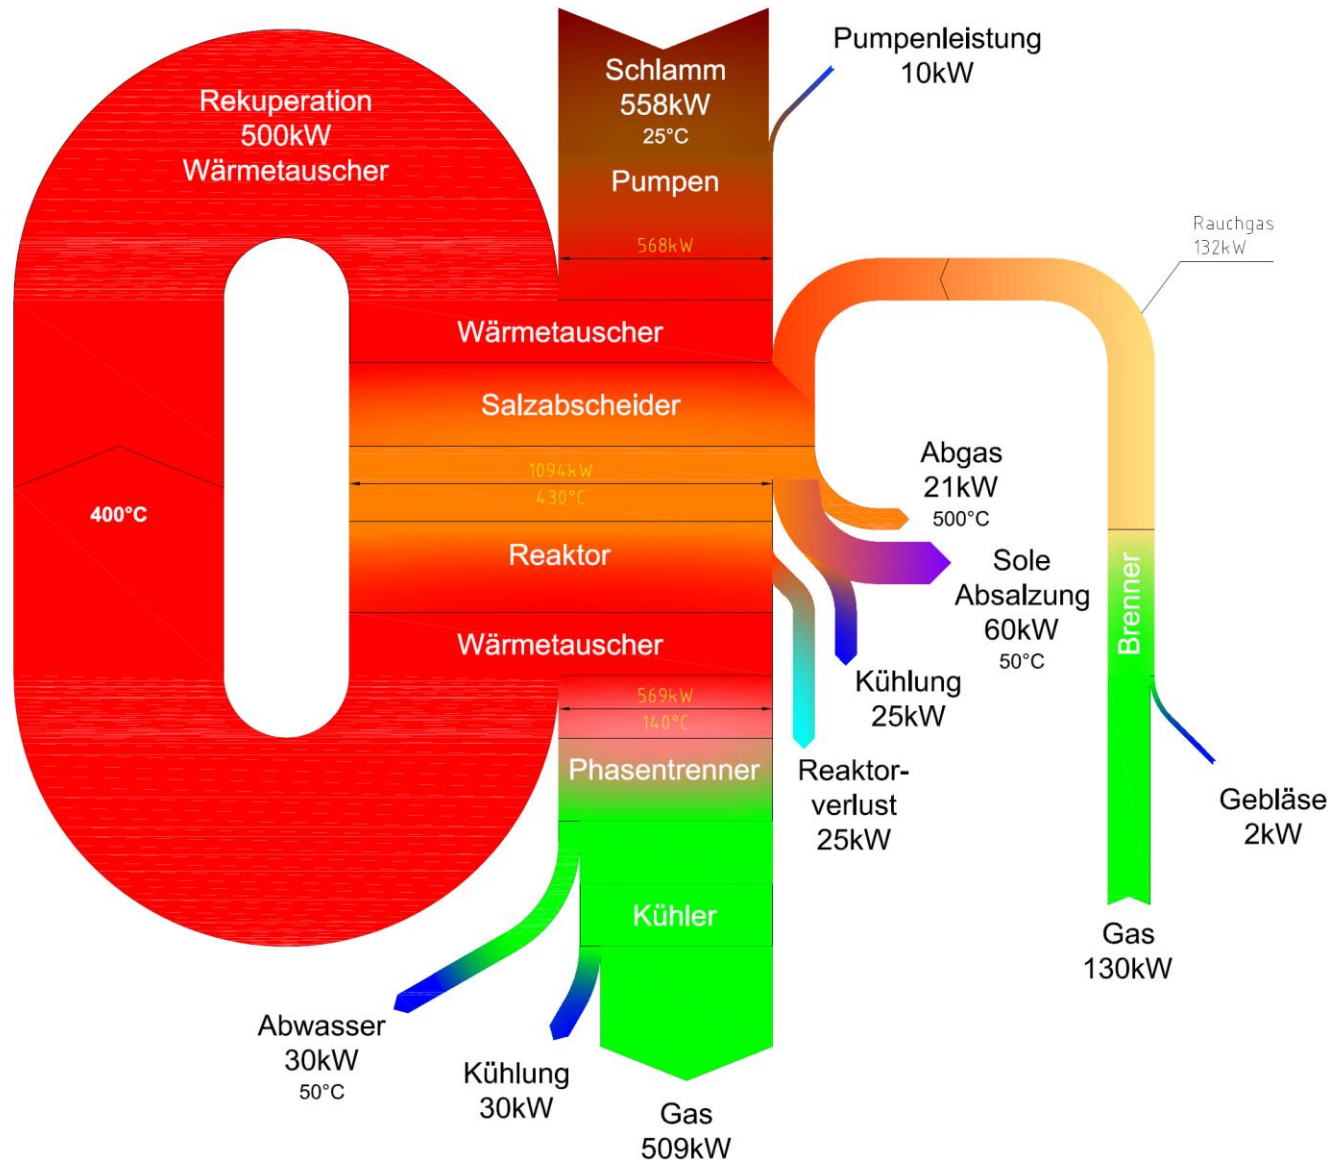 Pumpenleistung
10kW
Schlamm
558kW
25°C
Pumpen
568kW
Rekuperation
500kW
Wärmetauscher
Rauchgas
132kW
Wärmetauscher
Salzabscheider
1094kW
430°C
400°C
Reaktor
Wärmetauscher
Abgas
21kW
500°C
Sole
Absalzung
60kW
50°C
Brenner
Kühlung
25kW
Reaktor-
verlust
25kW
569kW
140°C
Phasentrenner
Gebläse
2kW
Kühler
Gas
130kW
Abwasser
30kW
50°C
Kühlung
30kW
Gas
509kW